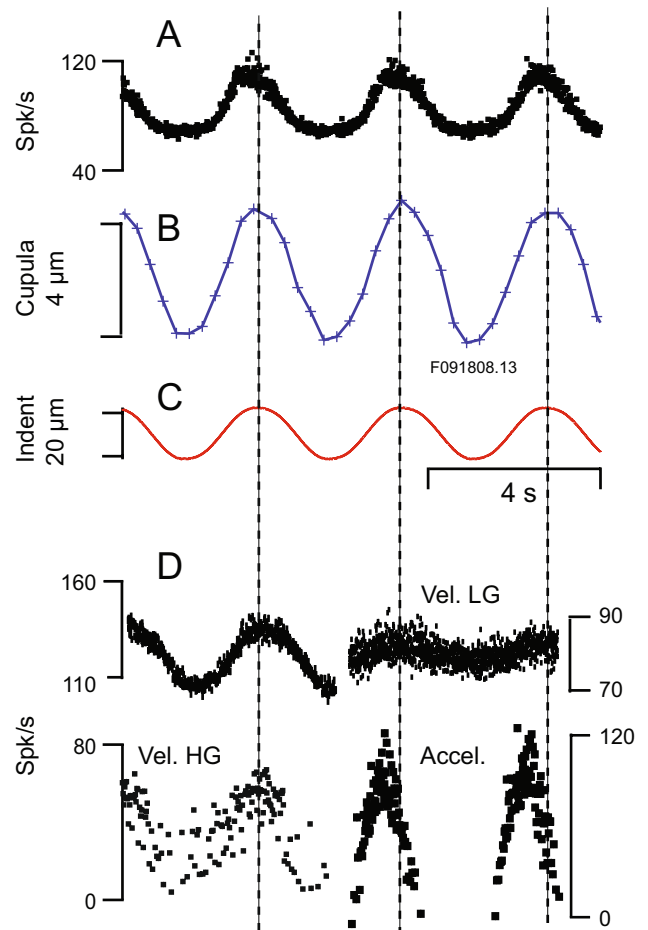 A
120
Spk/s
40
B
Cupula
4 µm
F091808.13
C
Indent
20 µm
4 s
D
160
110
Vel. LG
90
70
Spk/s
80
0
Vel. HG
Accel.
120
0